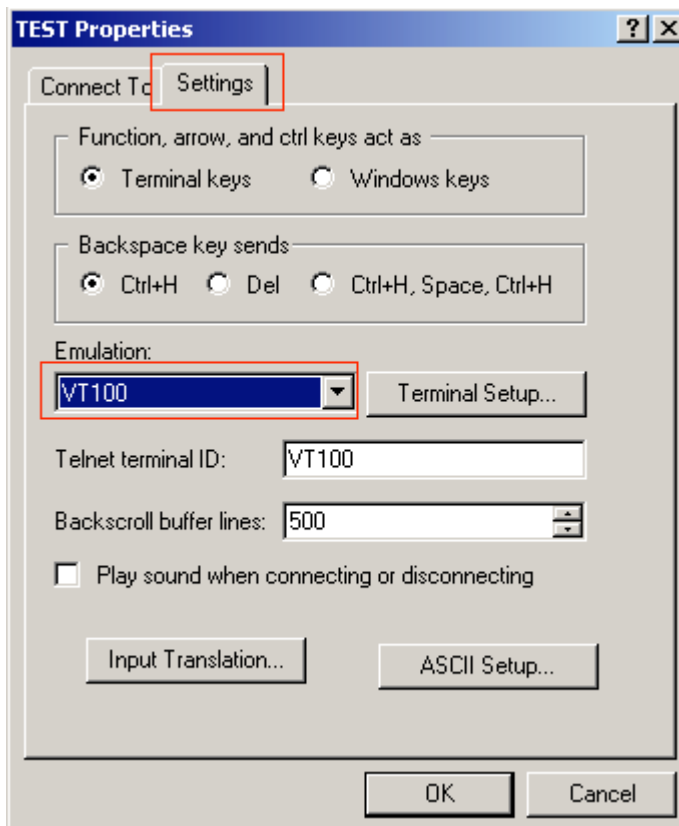 TEST Properties
Connect To Settings
Function, arrow, and ctrl keys act as
Terminal keys Windows keys
Backspace key sends
Ctrl+H Del Ctrl+H, Space, Ctrl+H
Emulation:
VT100 Terminal Setup...
Telnet terminal ID: VT100
Backscroll buffer lines: 500
Play sound when connecting or disconnecting
Input Translation... ASCII Setup...
OK Cancel